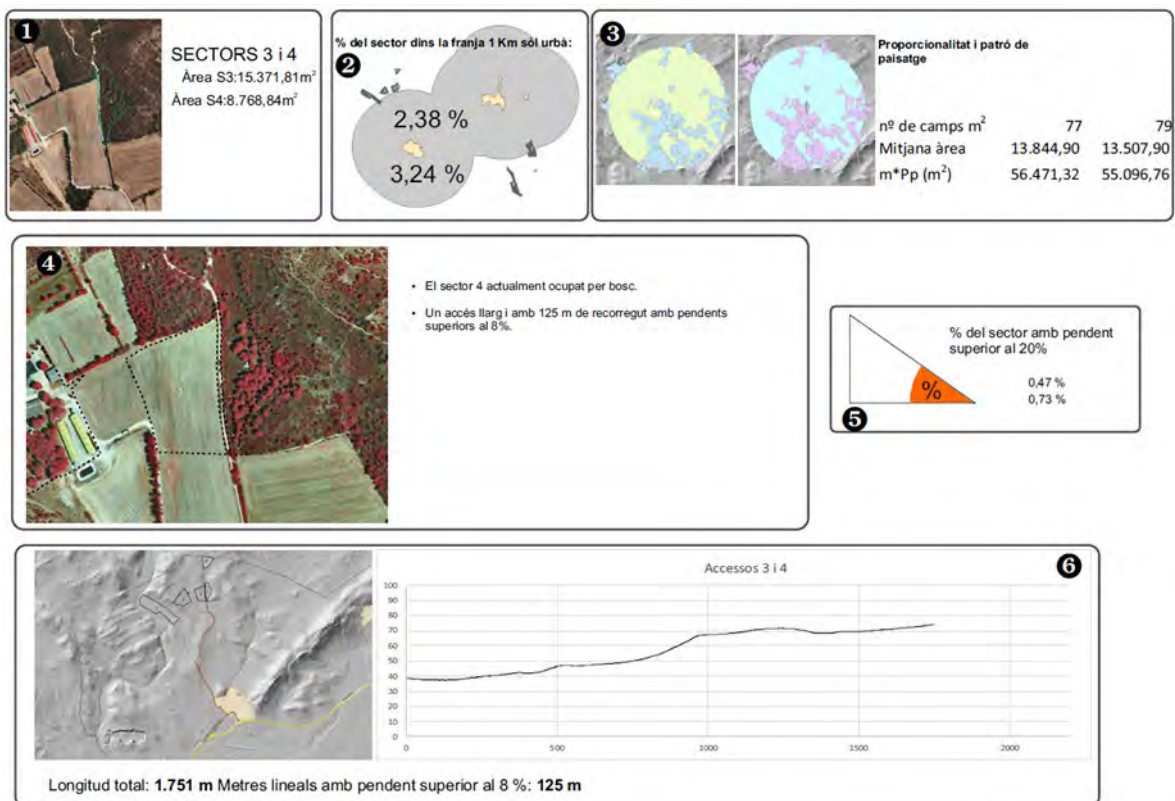 1
SECTORS 3 i 4
Àrea S3:15.371,81m²
Àrea S4:8.768,84m²
% del sector dins la franja 1 Km sòl urbà:
2
2,38 %
3,24 %
3
Proporcionalitat i patró de
paisatge
nº de camps m² 77 79
Mitjana àrea 13.844,90 13.507,90
m*Pp (m²) 56.471,32 55.096,76
4
• El sector 4 actualment ocupat per bosc.
• Un accés llarg i amb 125 m de recorregut amb pendents
superiors al 8%.
% del sector amb pendent
superior al 20%
%
0,47 %
0,73 %
5
6
Accessos 3 i 4
100
90
80
70
60
50
40
30
20
10
0
0 500 1000 1500 2000
Longitud total: 1.751 m Metres lineals amb pendent superior al 8 %: 125 m